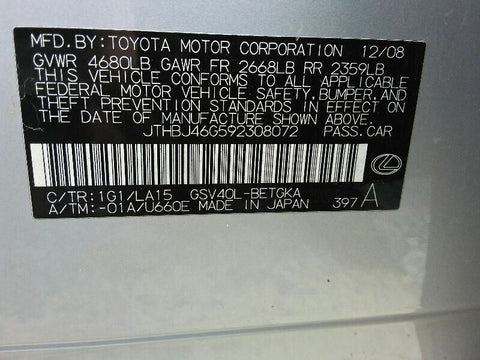 MFD. BY: TOYOTA MOTOR CORPORATION 12/08
GVWR 4680LB GAWR FR 2668LB RR 2359LB
THIS VEHICLE CONFORMS TO ALL APPLICABLE
FEDERAL MOTOR VEHICLE SAFETY, BUMPER, AND
THEFT PREVENTION STANDARDS IN EFFECT ON
THE DATE OF MANUFACTURE SHOWN ABOVE.
JTHBJ46G592308072 PASS. CAR
C/TR: 1G1/LA15 GSV40L-BETGKA
A/TM: -01A/U660E MADE IN JAPAN 397 A